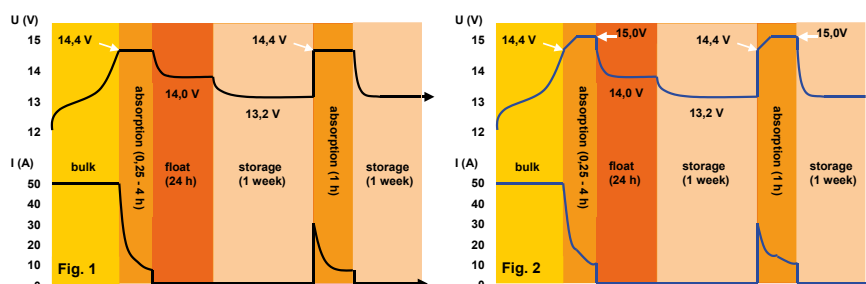 U (V)
15
14
13
12
I (A)
50
40
30
20
10
0
14,4 V
14,4 V
14,0 V
13,2 V
bulk
absorption (0,25 - 4 h)
float
(24 h)
storage
(1 week)
absorption (1 h)
storage
(1 week)
Fig. 1
U (V)
15
14
13
12
I (A)
50
40
30
20
10
0
14,4 V
15,0V
14,4 V
15,0 V
14,0 V
13,2 V
bulk
absorption (0,25 - 4 h)
float
(24 h)
storage
(1 week)
absorption (1 h)
storage
(1 week)
Fig. 2